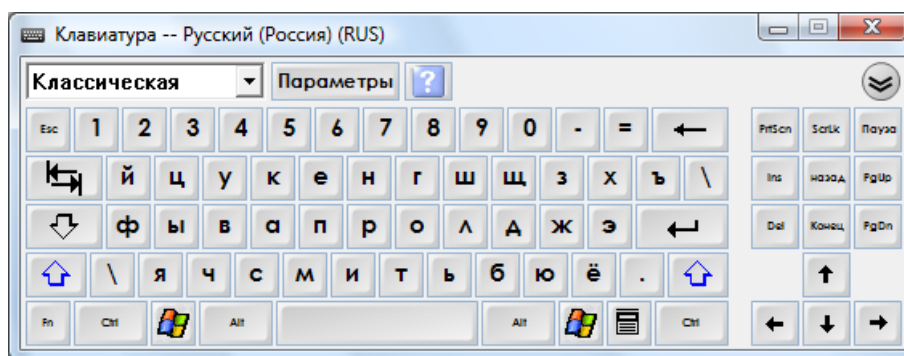 Клавиатура -- Русский (Россия) (RUS)
Классическая Параметры ?
Esc 1 2 3 4 5 6 7 8 9 0 - = PrtScn ScrLk Пауза
й ц у к е н г ш щ з х ъ \ Ins назад PgUp
ф ы в а п р о л д ж э Del Конец PgDn
\ я ч с м и т ь б ю ё .
Fn Ctrl Alt Alt Ctrl